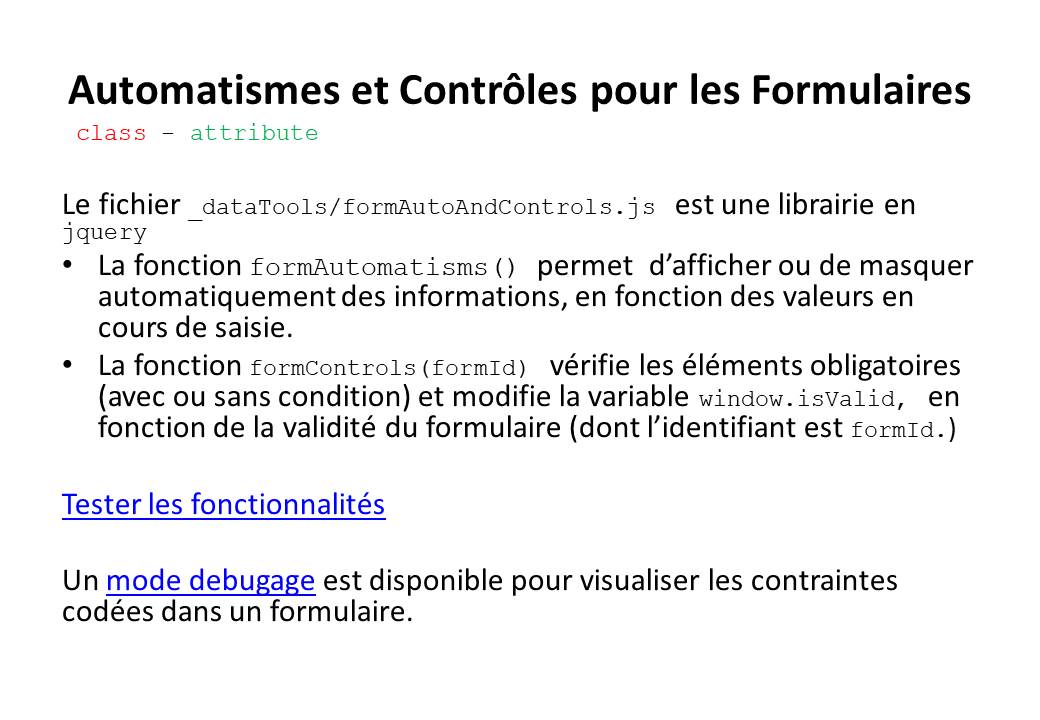 Automatismes et Contrôles pour les Formulaires
class - attribute
Le fichier _dataTools/formAutoAndControls.js est une librairie en
jquery
• La fonction formAutomatisms() permet d’afficher ou de masquer
automatiquement des informations, en fonction des valeurs en
cours de saisie.
• La fonction formControls(formId) vérifie les éléments obligatoires
(avec ou sans condition) et modifie la variable window.isValid, en
fonction de la validité du formulaire (dont l’identifiant est formId.)
Tester les fonctionnalités
Un mode debugage est disponible pour visualiser les contraintes
codées dans un formulaire.